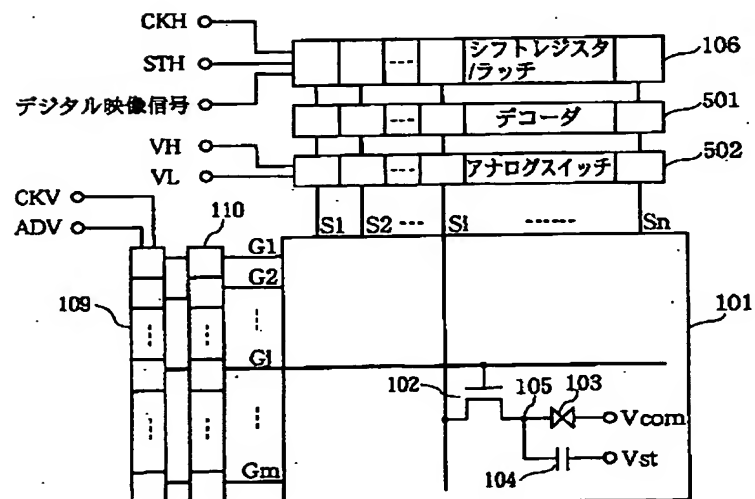 CKH
STH
デジタル映像信号
シフトレジスタ
/ラッチ
106
デコーダ
501
VH
VL
アナログスイッチ
502
CKV
ADV
110
S1 S2 Si Sn
G1
G2
109
101
Gj
102
105
103
Vcom
104
Vst
Gm